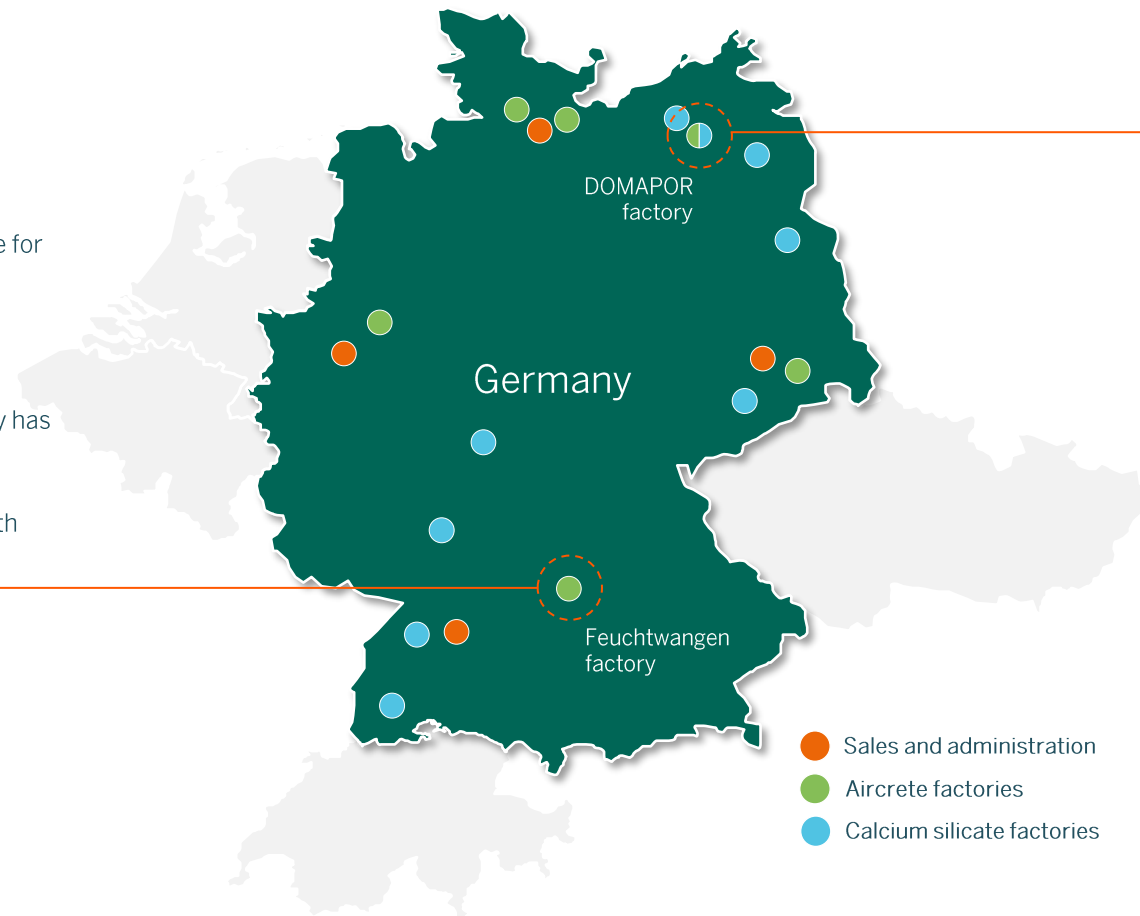 e for
y has
th
DOMAPOR
factory
Germany
Feuchtwangen
factory
Sales and administration
Aircrete factories
Calcium silicate factories